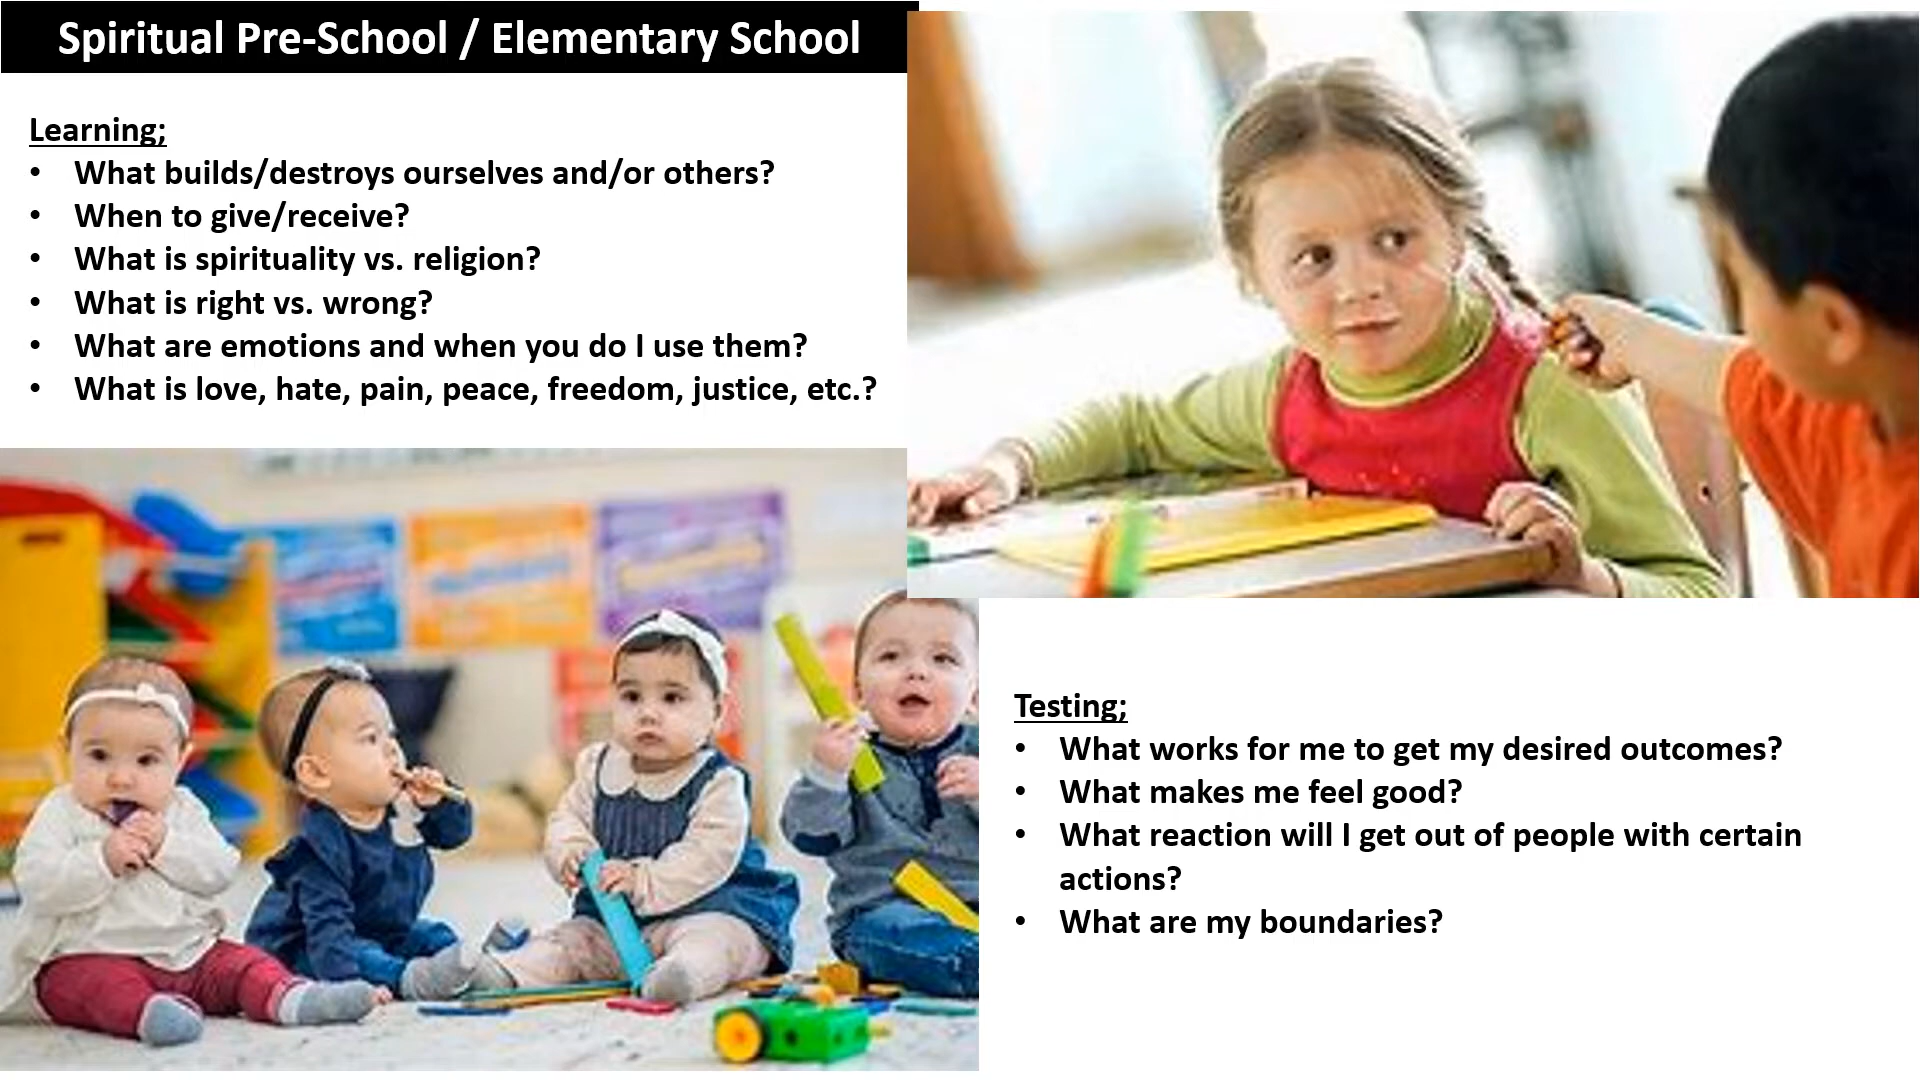 Spiritual Pre-School / Elementary School
Learning;
• What builds/destroys ourselves and/or others?
• When to give/receive?
• What is spirituality vs. religion?
• What is right vs. wrong?
• What are emotions and when you do I use them?
• What is love, hate, pain, peace, freedom, justice, etc.?
Testing;
• What works for me to get my desired outcomes?
• What makes me feel good?
• What reaction will I get out of people with certain
actions?
• What are my boundaries?